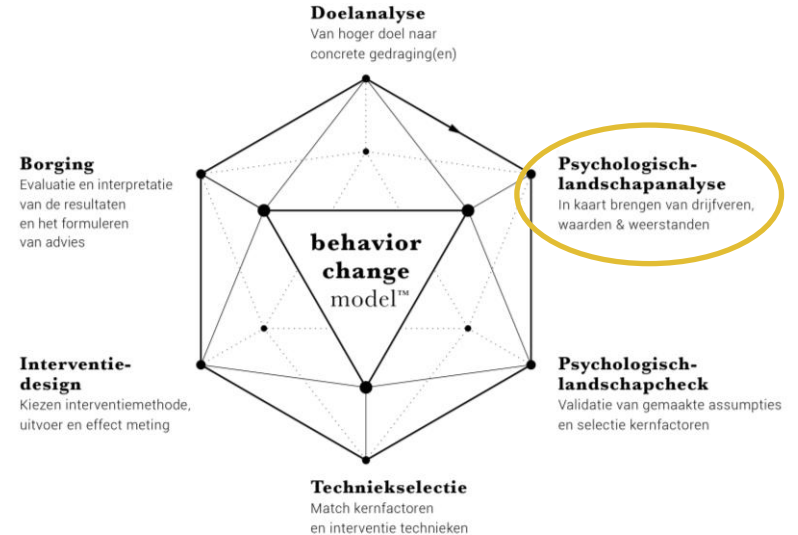 Doelanalyse
Van hoger doel naar
concrete gedraging(en)
Psychologisch-
landschapanalyse
In kaart brengen van drijfveren,
waarden & weerstanden
Borging
Evaluatie en interpretatie
van de resultaten
en het formuleren
van advies
behavior
change
model™
Interventie-
design
Kiezen interventiemethode,
uitvoer en effect meting
Psychologisch-
landschapcheck
Validatie van gemaakte assumpties
en selectie kernfactoren
Techniekselectie
Match kernfactoren
en interventie technieken